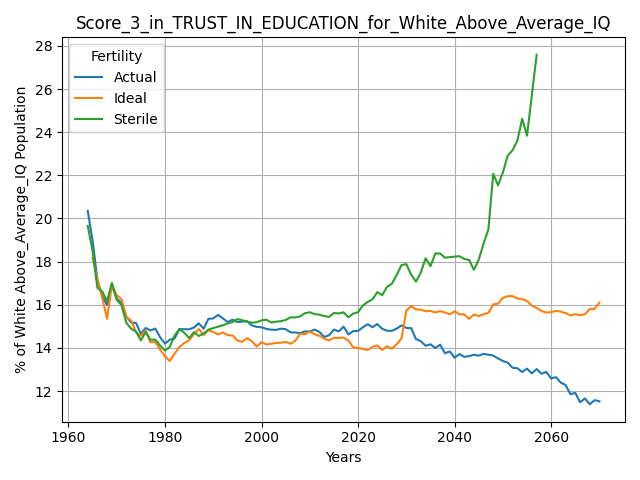 Score_3_in_TRUST_IN_EDUCATION_for_White_Above_Average_IQ
% of White Above_Average_IQ Population
28
26
24
22
20
18
16
14
12
Fertility
Actual
Ideal
Sterile
1960 1980 2000 2020 2040 2060
Years